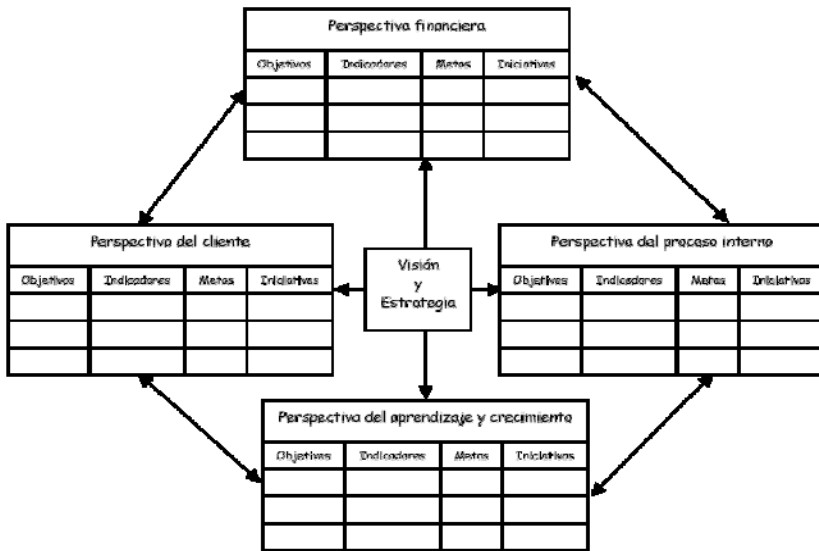 Perspectiva financiera
Objetivos Indicadores Metas Iniciativas
Perspectiva del cliente
Objetivos Indicadores Metas Iniciativas
Visión
y
Estrategia
Perspectiva del proceso interno
Objetivos Indicadores Metas Iniciativas
Perspectiva del aprendizaje y crecimiento
Objetivos Indicadores Metas Iniciativas